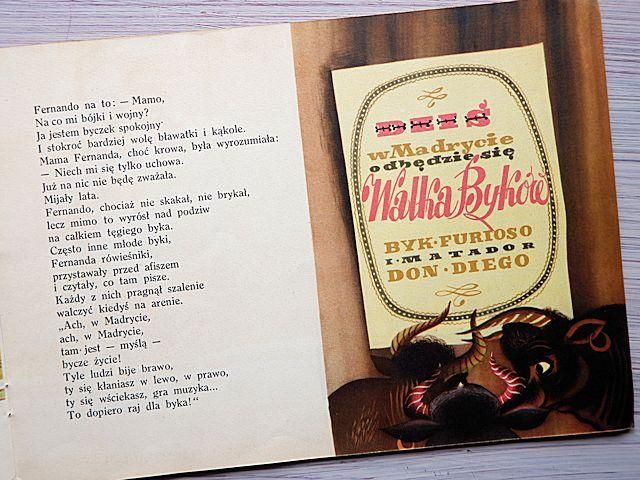 Fernando na to: — Mamo,
Na co mi bójki i wojny?
Ja jestem byczek spokojny
I stokroć bardziej wolę bławatki i kąkole.
Mama Fernanda, choć krowa, była wyrozumiała:
— Niech mi się tylko uchowa.
Już na nic nie będę zważała.
Mijały lata.
Fernando, chociaż nie skakał, nie brykał,
lecz mimo to wyrósł nad podziw
na całkiem tęgiego byka.
Często inne młode byki,
Fernanda rówieśniki,
przystawały przed afiszem
i czytały, co tam pisze.
Każdy z nich pragnął szalenie
walczyć kiedyś na arenie.
„Ach, w Madrycie,
ach, w Madrycie,
tam jest — myślą —
bycze życie!
Tyle ludzi bije brawo,
ty się kłaniasz w lewo, w prawo,
ty się wściekasz, gra muzyka...
To dopiero raj dla byka!"
DZIŚ
w Madrycie
odbędzie się
Walka Byków
BYK·FURIOSO
I·MATADOR
DON·DIEGO